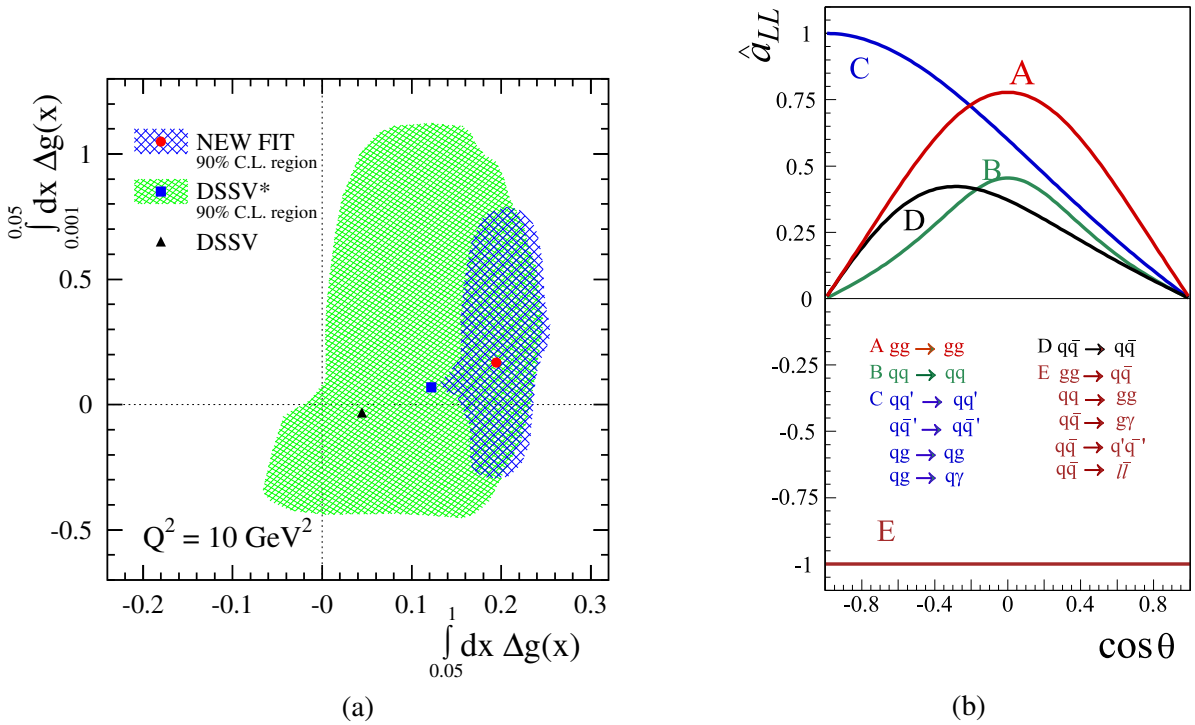 ∫ dx Δg(x)
0.05
0.001
1
0.5
0
-0.5
NEW FIT
90% C.L. region
DSSV*
90% C.L. region
DSSV
Q² = 10 GeV²
-0.2 -0.1 -0 0.1 0.2 0.3
1
∫ dx Δg(x)
0.05
(a)
â_LL
1
0.75
0.5
0.25
0
-0.25
-0.5
-0.75
-1
C
A
B
D
A gg → gg
B qq → qq
C qq' → qq'
qq̄' → qq̄'
qg → qg
qg → qγ
D qq̄ → qq̄
E gg → qq̄
qq → gg
qq̄ → gγ
qq̄ → q'q̄'
qq̄ → ll̄
E
-0.8 -0.4 0 0.4 0.8
cosθ
(b)